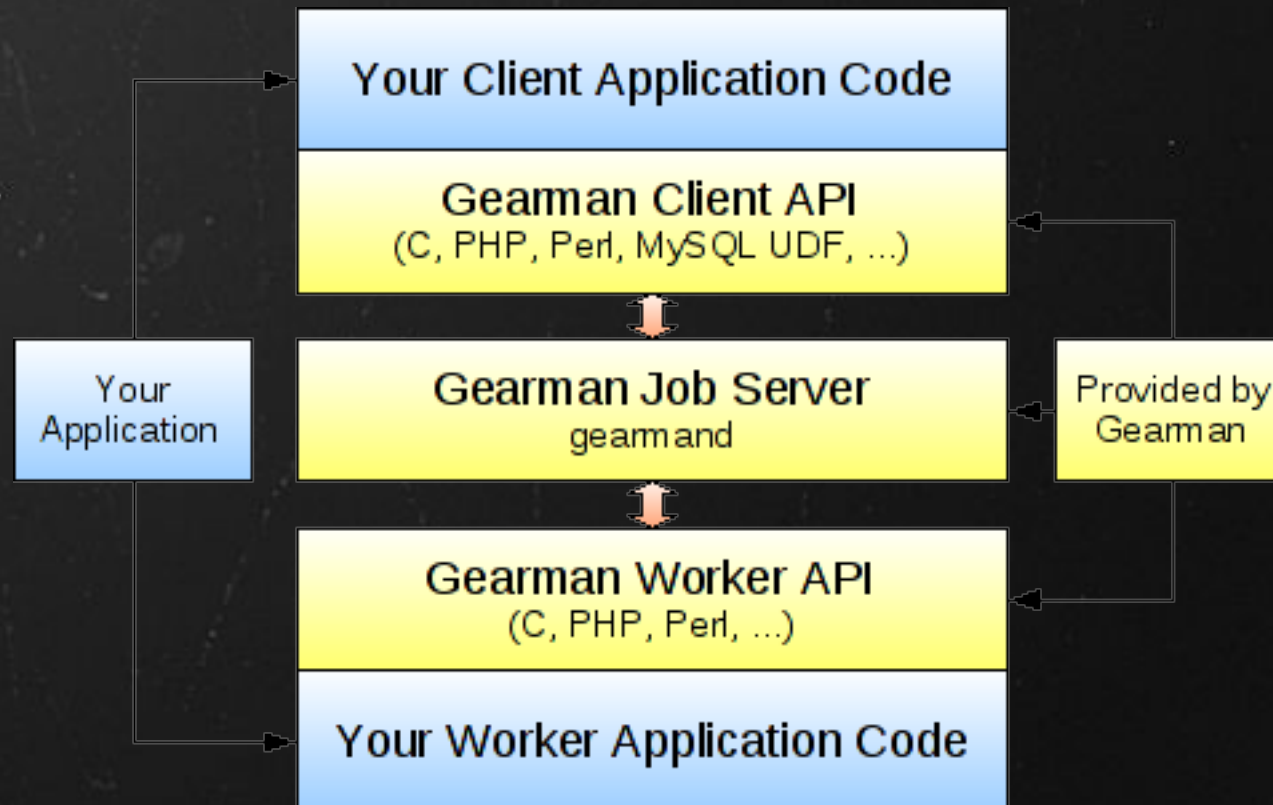 Your Client Application Code
Gearman Client API
(C, PHP, Perl, MySQL UDF, ...)
Your
Application
Gearman Job Server
gearmand
Provided by
Gearman
Gearman Worker API
(C, PHP, Perl, ...)
Your Worker Application Code